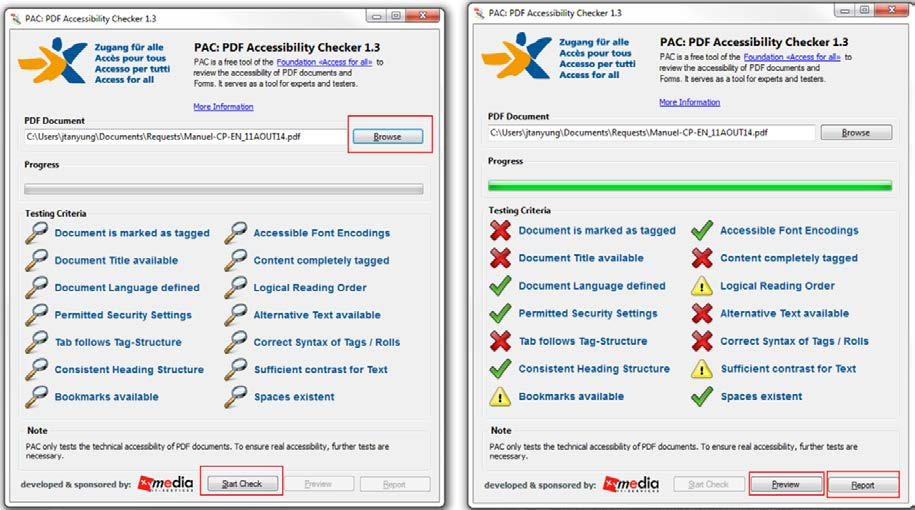 PAC: PDF Accessibility Checker 1.3
Zugang für alle
Accès pour tous
Accesso per tutti
Access for all
PAC: PDF Accessibility Checker 1.3
PAC is a free tool of the Foundation «Access for all» to
review the accessibility of PDF documents and
Forms. It serves as a tool for experts and testers.
More Information
PDF Document
C:\Users\jtanyung\Documents\Requests\Manuel-CP-EN_11AOUT14.pdf
Browse
Progress
Testing Criteria
Document is marked as tagged
Accessible Font Encodings
Document Title available
Content completely tagged
Document Language defined
Logical Reading Order
Permitted Security Settings
Alternative Text available
Tab follows Tag-Structure
Correct Syntax of Tags / Rolls
Consistent Heading Structure
Sufficient contrast for Text
Bookmarks available
Spaces existent
Note
PAC only tests the technical accessibility of PDF documents. To ensure real accessibility, further tests are
necessary.
developed & sponsored by:
xymedia
IT-SERVICES
Start Check
Preview
Report
PAC: PDF Accessibility Checker 1.3
Zugang für alle
Accès pour tous
Accesso per tutti
Access for all
PAC: PDF Accessibility Checker 1.3
PAC is a free tool of the Foundation «Access for all» to
review the accessibility of PDF documents and
Forms. It serves as a tool for experts and testers.
More Information
PDF Document
C:\Users\jtanyung\Documents\Requests\Manuel-CP-EN_11AOUT14.pdf
Browse
Progress
Testing Criteria
Document is marked as tagged
Accessible Font Encodings
Document Title available
Content completely tagged
Document Language defined
Logical Reading Order
Permitted Security Settings
Alternative Text available
Tab follows Tag-Structure
Correct Syntax of Tags / Rolls
Consistent Heading Structure
Sufficient contrast for Text
Bookmarks available
Spaces existent
Note
PAC only tests the technical accessibility of PDF documents. To ensure real accessibility, further tests are
necessary.
developed & sponsored by:
xymedia
IT-SERVICES
Start Check
Preview
Report